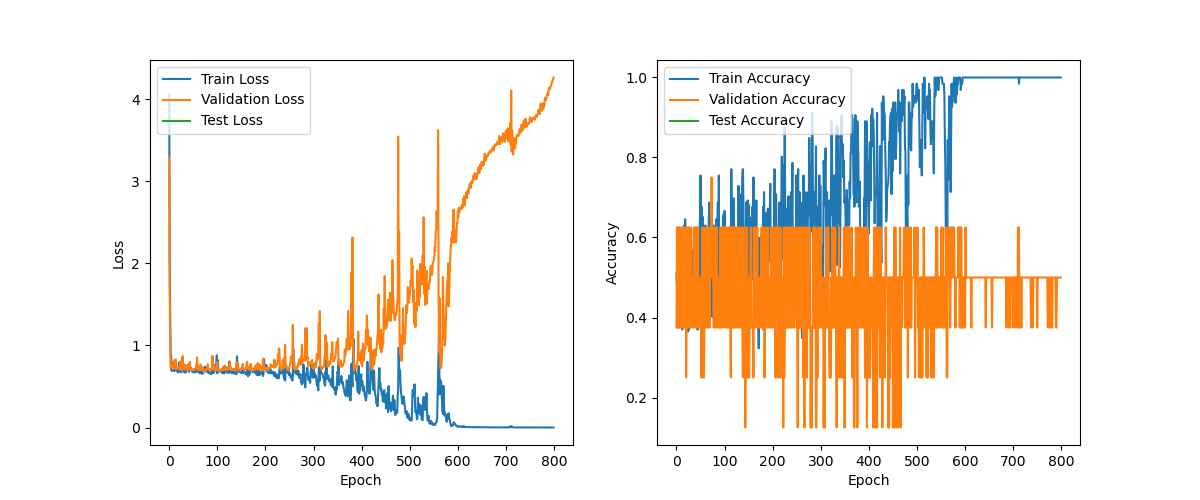 Train Loss
Validation Loss
Test Loss
4
3
2
1
0
Loss
0 100 200 300 400 500 600 700 800
Epoch
Train Accuracy
Validation Accuracy
Test Accuracy
1.0
0.8
0.6
0.4
0.2
Accuracy
0 100 200 300 400 500 600 700 800
Epoch